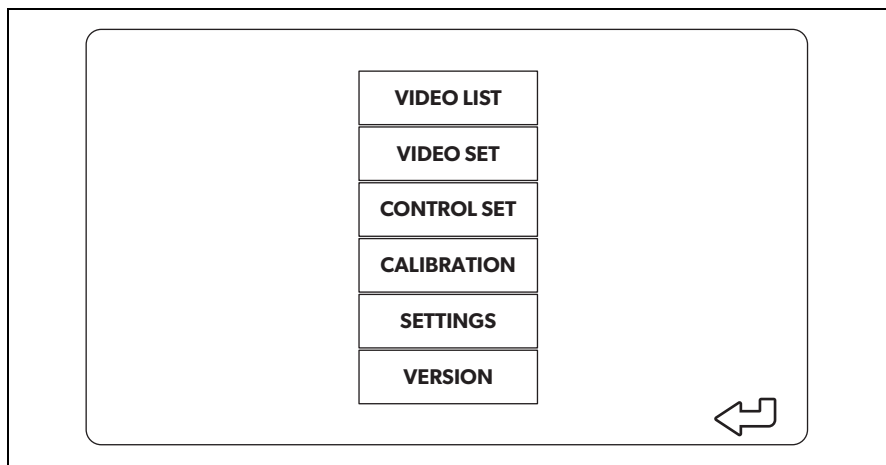 VIDEO LIST
VIDEO SET
CONTROL SET
CALIBRATION
SETTINGS
VERSION